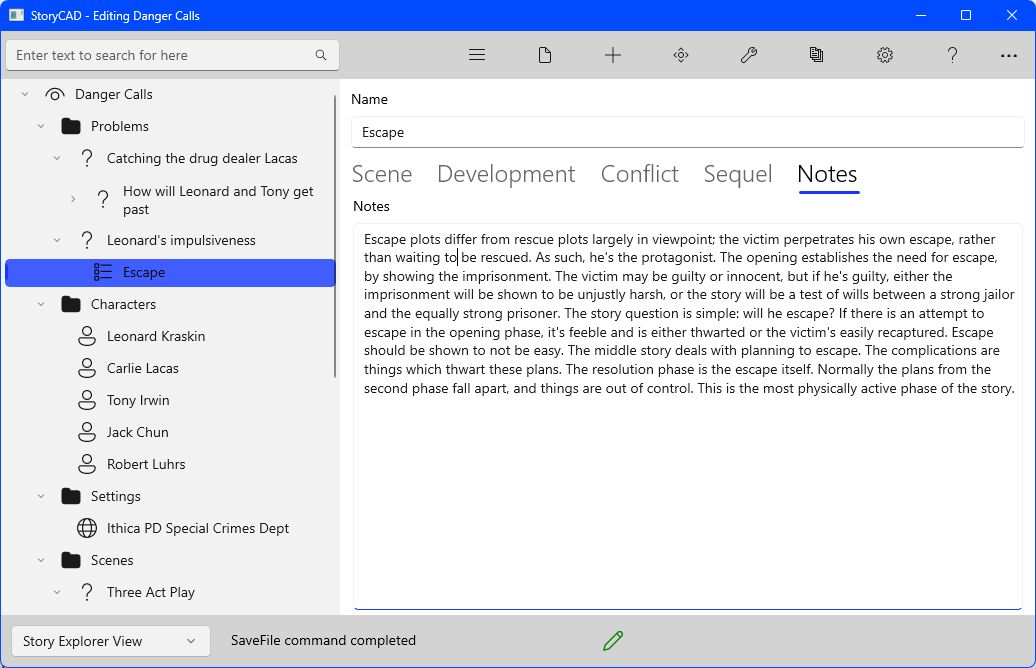 StoryCAD - Editing Danger Calls
Enter text to search for here
Danger Calls
Problems
Catching the drug dealer Lacas
How will Leonard and Tony get
past
Leonard's impulsiveness
Escape
Characters
Leonard Kraskin
Carlie Lacas
Tony Irwin
Jack Chun
Robert Luhrs
Settings
Ithica PD Special Crimes Dept
Scenes
Three Act Play
Name
Escape
Scene Development Conflict Sequel Notes
Notes
Escape plots differ from rescue plots largely in viewpoint; the victim perpetrates his own escape, rather
than waiting to be rescued. As such, he's the protagonist. The opening establishes the need for escape,
by showing the imprisonment. The victim may be guilty or innocent, but if he's guilty, either the
imprisonment will be shown to be unjustly harsh, or the story will be a test of wills between a strong jailor
and the equally strong prisoner. The story question is simple: will he escape? If there is an attempt to
escape in the opening phase, it's feeble and is either thwarted or the victim's easily recaptured. Escape
should be shown to not be easy. The middle story deals with planning to escape. The complications are
things which thwart these plans. The resolution phase is the escape itself. Normally the plans from the
second phase fall apart, and things are out of control. This is the most physically active phase of the story.
Story Explorer View
SaveFile command completed